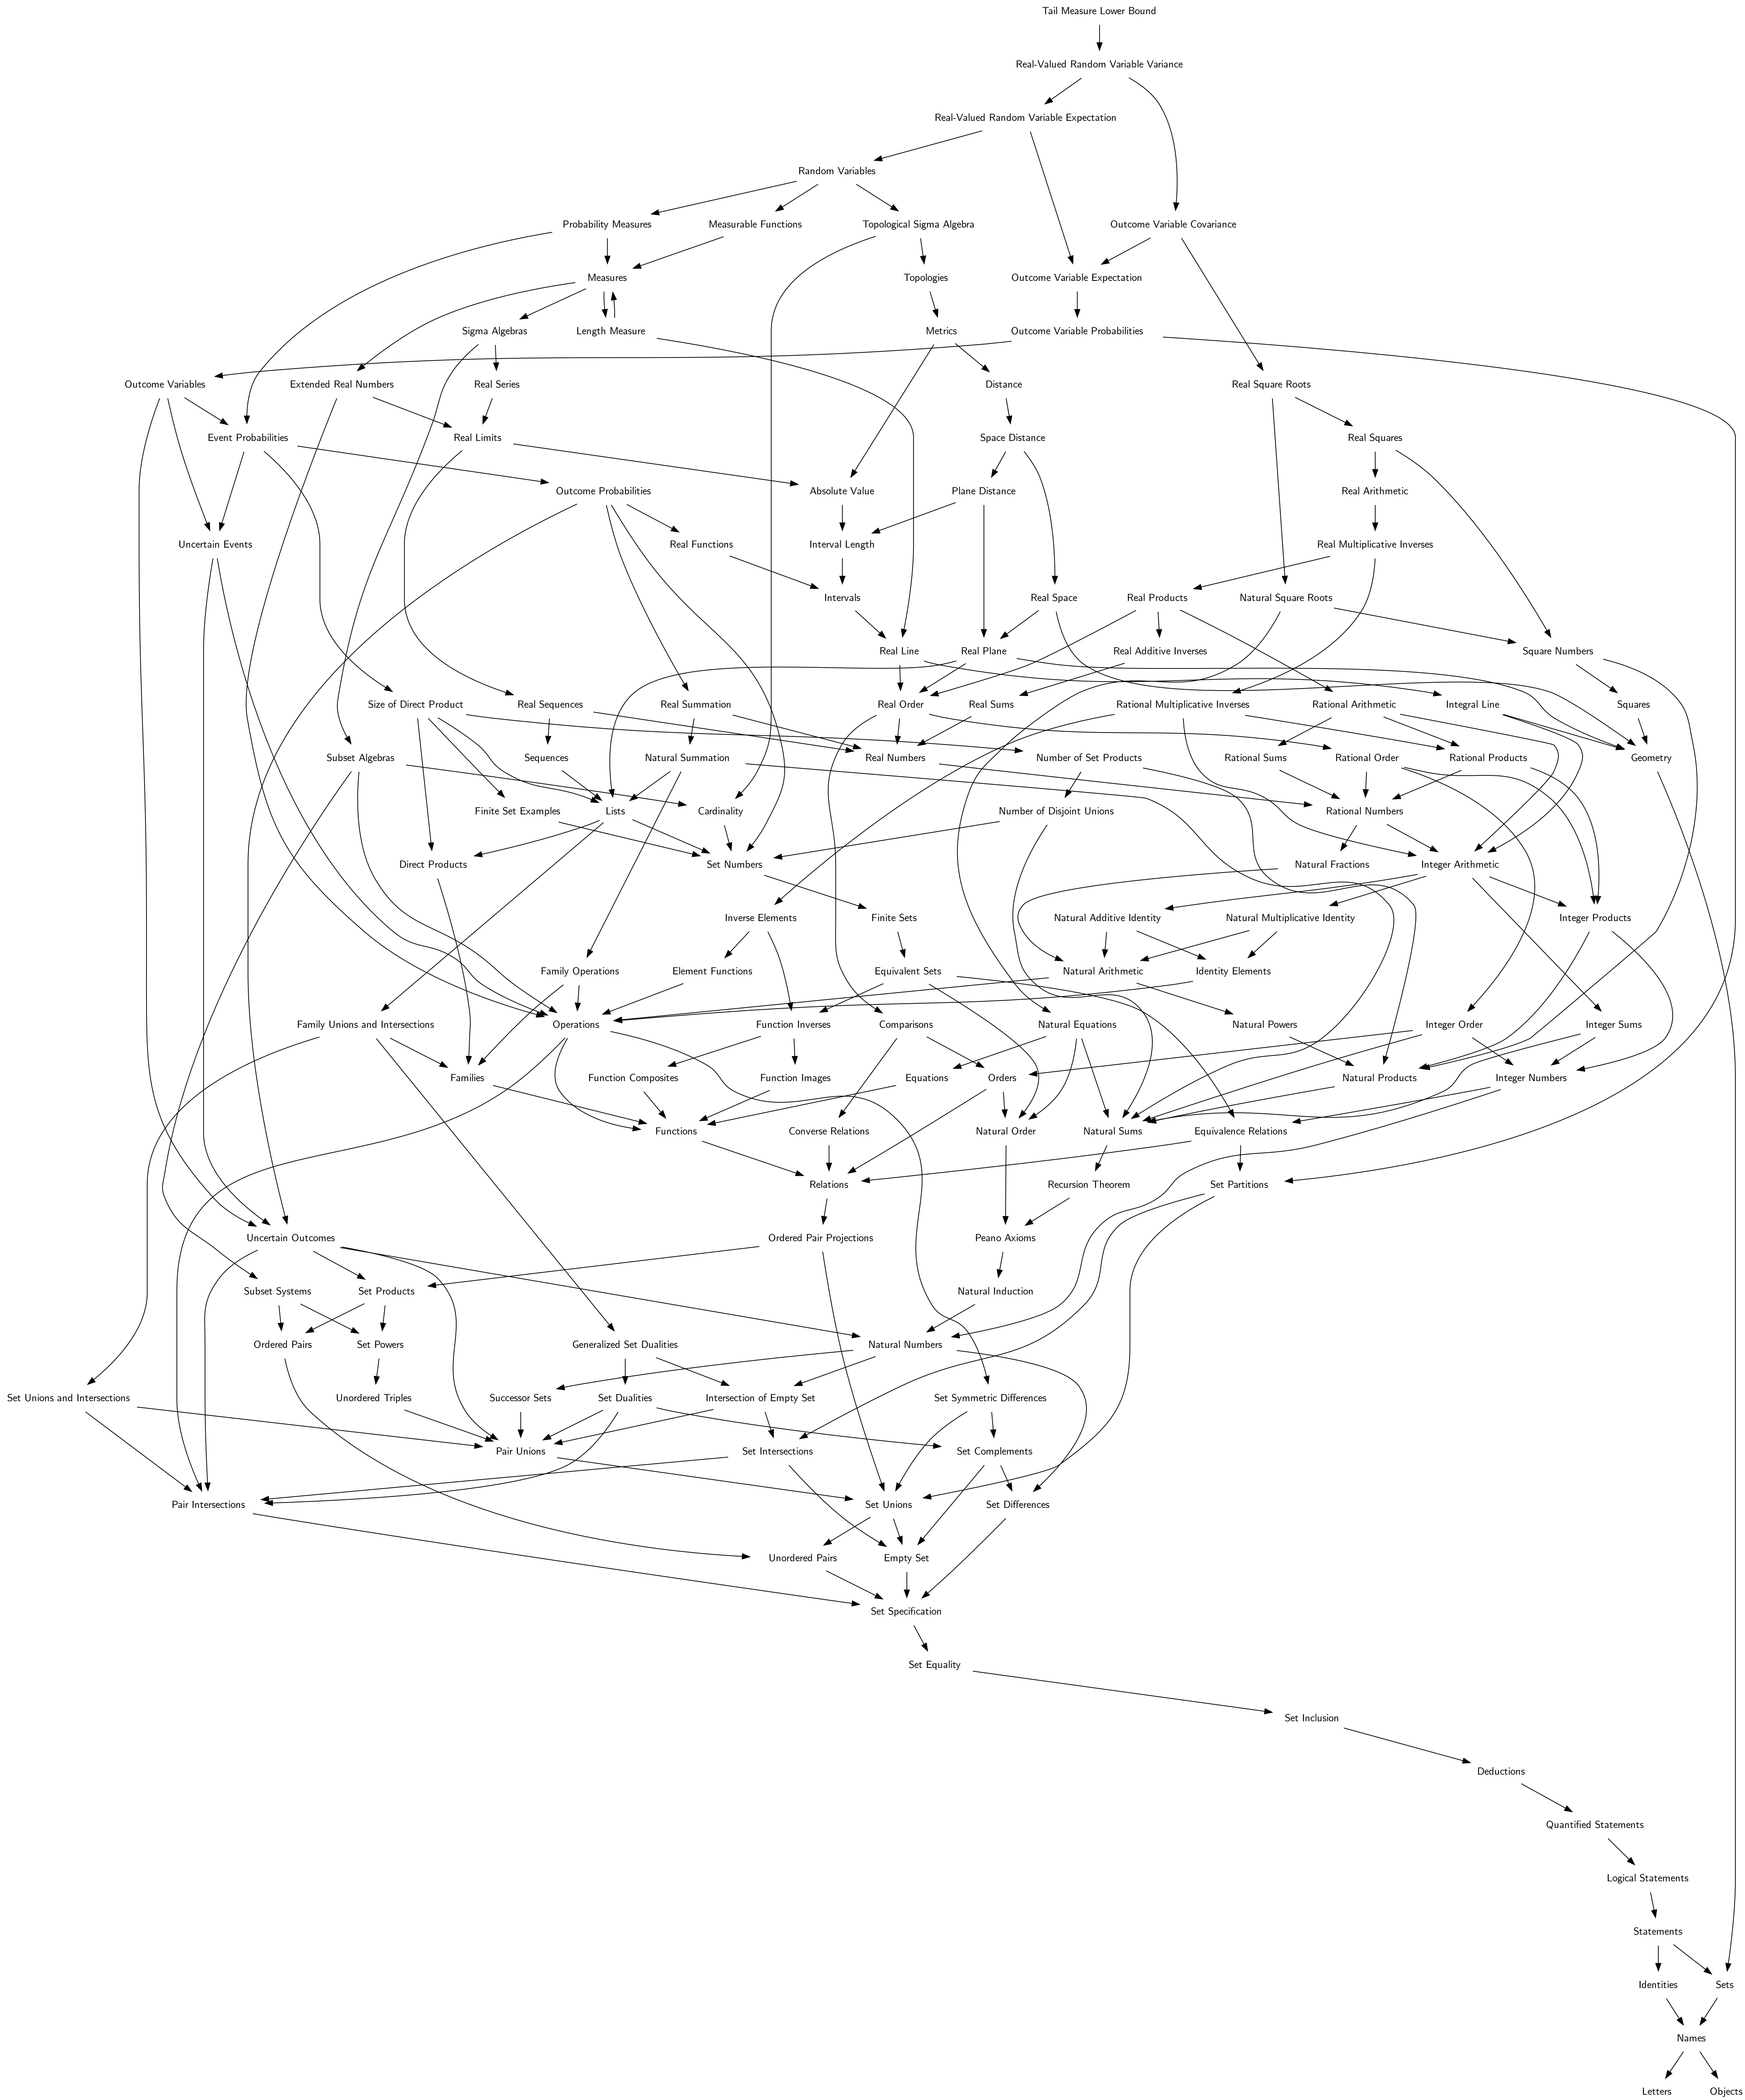 Tail Measure Lower Bound
Real-Valued Random Variable Variance
Real-Valued Random Variable Expectation
Random Variables
Probability Measures
Measurable Functions
Topological Sigma Algebra
Outcome Variable Covariance
Measures
Topologies
Outcome Variable Expectation
Sigma Algebras
Length Measure
Metrics
Outcome Variable Probabilities
Outcome Variables
Extended Real Numbers
Real Series
Distance
Real Square Roots
Event Probabilities
Real Limits
Space Distance
Real Squares
Outcome Probabilities
Absolute Value
Plane Distance
Real Arithmetic
Uncertain Events
Real Functions
Interval Length
Real Multiplicative Inverses
Intervals
Real Space
Real Products
Natural Square Roots
Real Line
Real Plane
Real Additive Inverses
Square Numbers
Size of Direct Product
Real Sequences
Real Summation
Real Order
Real Sums
Rational Multiplicative Inverses
Rational Arithmetic
Integral Line
Squares
Subset Algebras
Sequences
Natural Summation
Real Numbers
Number of Set Products
Rational Sums
Rational Order
Rational Products
Geometry
Finite Set Examples
Lists
Cardinality
Number of Disjoint Unions
Rational Numbers
Direct Products
Set Numbers
Natural Fractions
Integer Arithmetic
Inverse Elements
Finite Sets
Natural Additive Identity
Natural Multiplicative Identity
Integer Products
Family Operations
Element Functions
Equivalent Sets
Natural Arithmetic
Identity Elements
Family Unions and Intersections
Operations
Function Inverses
Comparisons
Natural Equations
Natural Powers
Integer Order
Integer Sums
Families
Function Composites
Function Images
Equations
Orders
Natural Products
Integer Numbers
Functions
Converse Relations
Natural Order
Natural Sums
Equivalence Relations
Relations
Recursion Theorem
Set Partitions
Uncertain Outcomes
Ordered Pair Projections
Peano Axioms
Subset Systems
Set Products
Natural Induction
Ordered Pairs
Set Powers
Generalized Set Dualities
Natural Numbers
Set Unions and Intersections
Unordered Triples
Successor Sets
Set Dualities
Intersection of Empty Set
Set Symmetric Differences
Pair Unions
Set Intersections
Set Complements
Pair Intersections
Set Unions
Set Differences
Unordered Pairs
Empty Set
Set Specification
Set Equality
Set Inclusion
Deductions
Quantified Statements
Logical Statements
Statements
Identities
Sets
Names
Letters
Objects